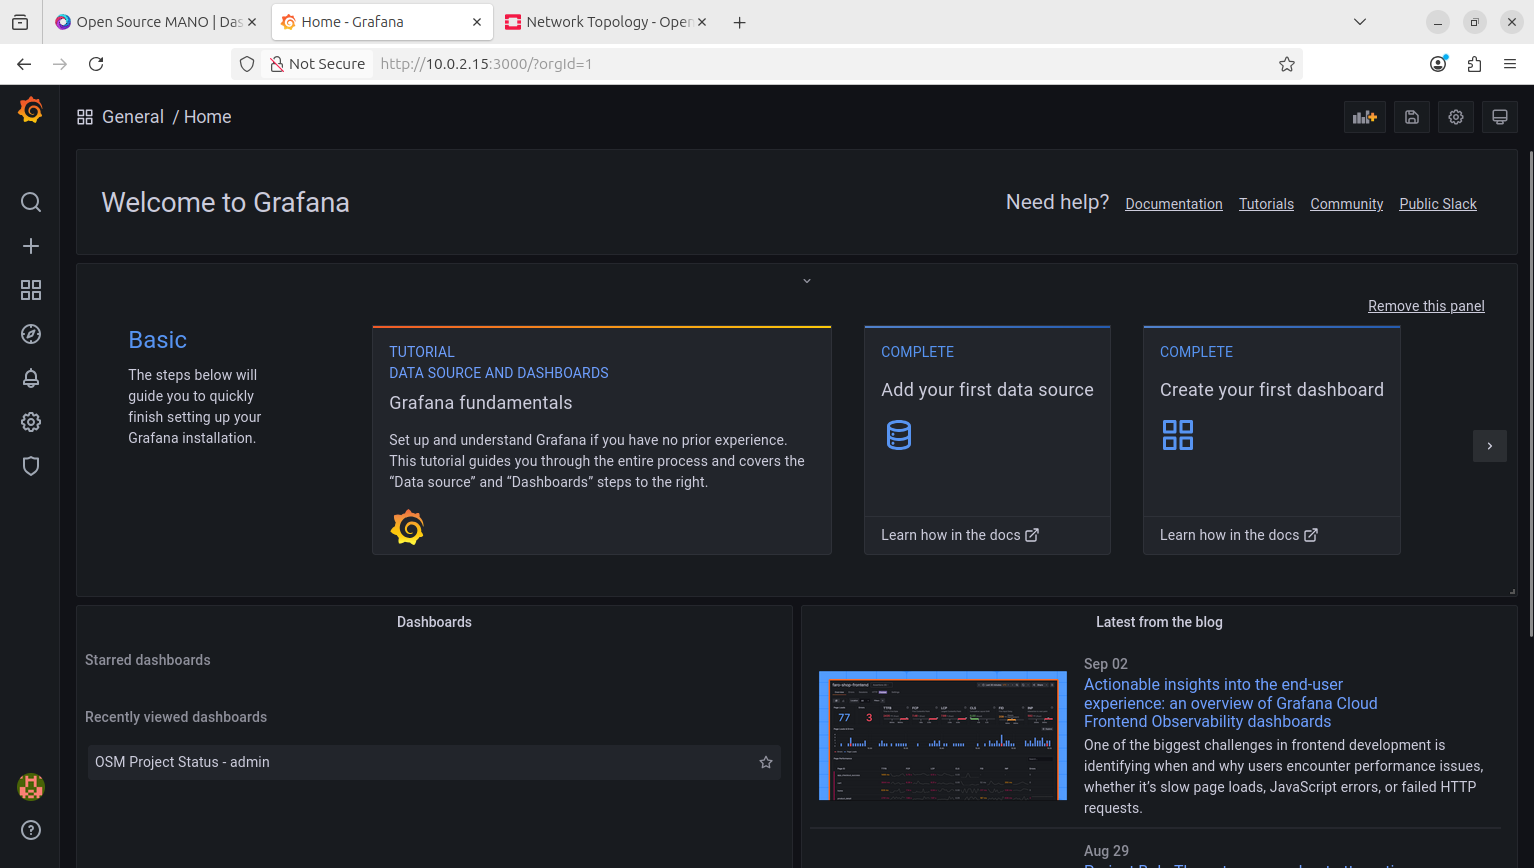 Open Source MANO | Das
Home - Grafana
Network Topology - Open
Not Secure
http://10.0.2.15:3000/?orgId=1
General / Home
Welcome to Grafana
Need help?
Documentation
Tutorials
Community
Public Slack
Remove this panel
Basic
The steps below will
guide you to quickly
finish setting up your
Grafana installation.
TUTORIAL
DATA SOURCE AND DASHBOARDS
Grafana fundamentals
Set up and understand Grafana if you have no prior experience.
This tutorial guides you through the entire process and covers the
“Data source” and “Dashboards” steps to the right.
COMPLETE
Add your first data source
Learn how in the docs
COMPLETE
Create your first dashboard
Learn how in the docs
Dashboards
Starred dashboards
Recently viewed dashboards
OSM Project Status - admin
Latest from the blog
77
3
Sep 02
Actionable insights into the end-user
experience: an overview of Grafana Cloud
Frontend Observability dashboards
One of the biggest challenges in frontend development is
identifying when and why users encounter performance issues,
whether it’s slow page loads, JavaScript errors, or failed HTTP
requests.
Aug 29